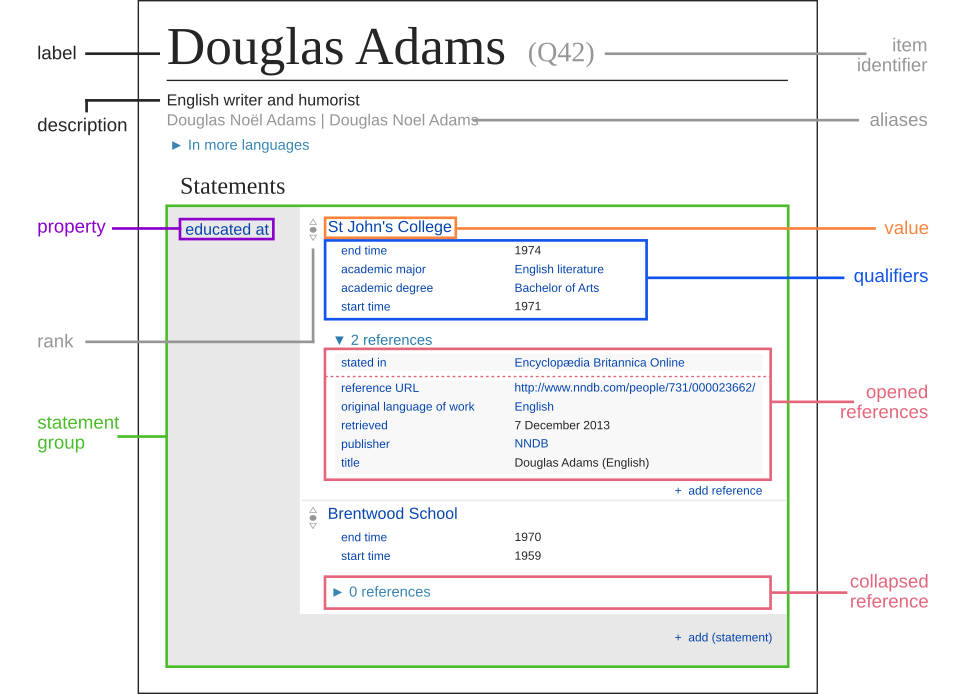 label
Douglas Adams (Q42)
item
identifier
English writer and humorist
description
Douglas Noël Adams | Douglas Noel Adams
aliases
► In more languages
Statements
property
educated at
St John's College
value
end time 1974
academic major English literature
academic degree Bachelor of Arts
start time 1971
qualifiers
rank
▼ 2 references
stated in Encyclopædia Britannica Online
reference URL http://www.nndb.com/people/731/000023662/
original language of work English
retrieved 7 December 2013
publisher NNDB
title Douglas Adams (English)
opened
references
statement
group
+ add reference
Brentwood School
end time 1970
start time 1959
► 0 references
collapsed
reference
+ add (statement)